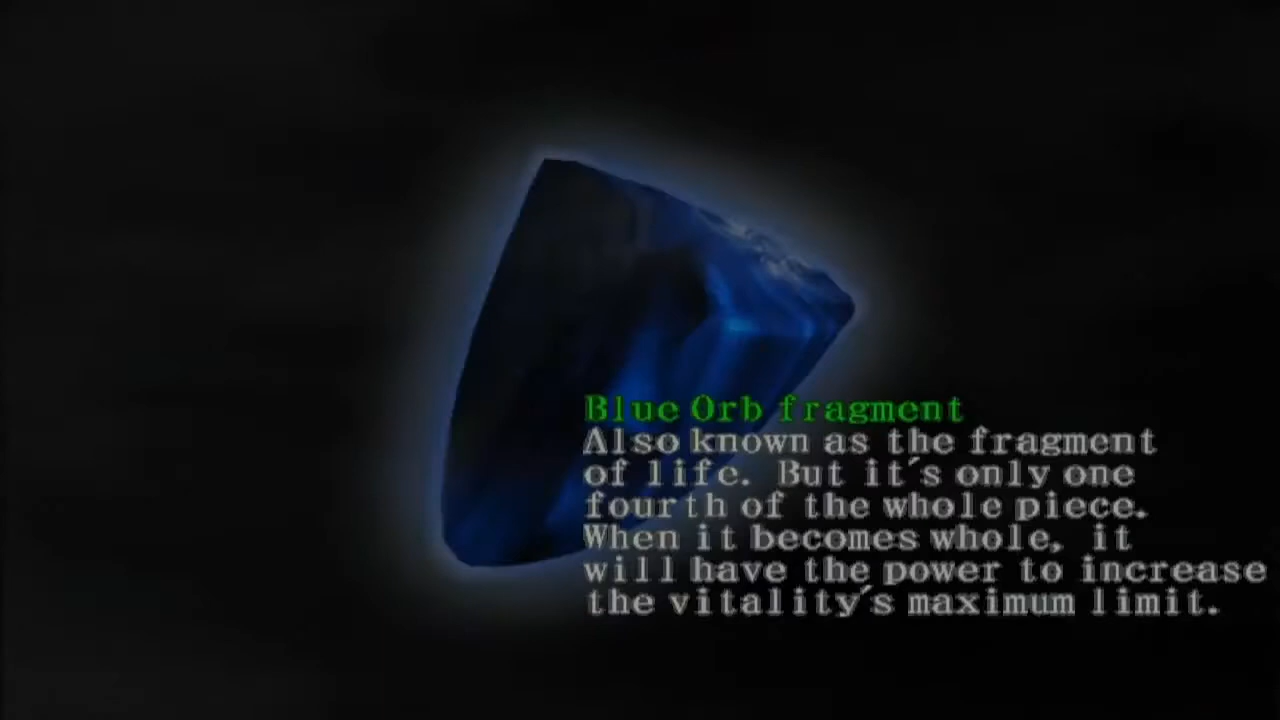 Blue Orb fragment
Also known as the fragment
of life. But it's only one
fourth of the whole piece.
When it becomes whole, it
will have the power to increase
the vitality's maximum limit.